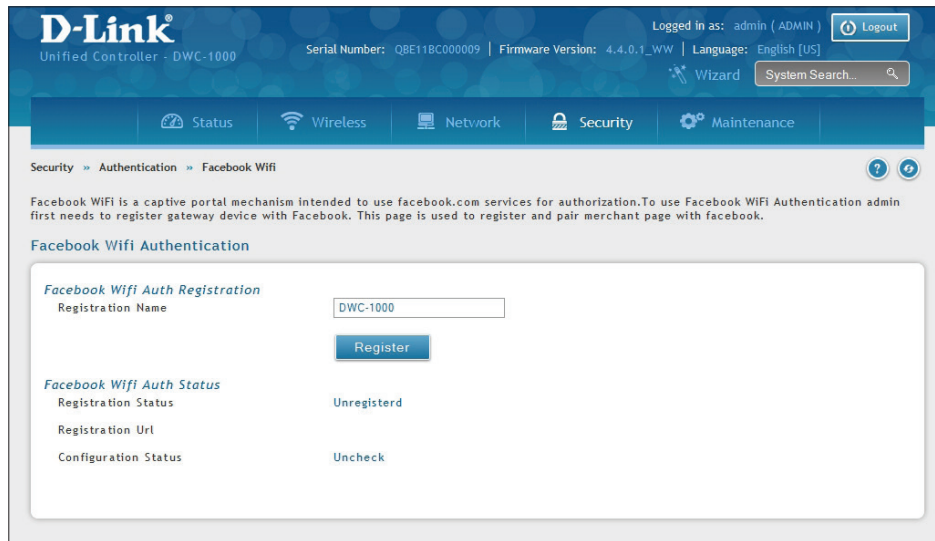 D-Link®
Unified Controller - DWC-1000
Logged in as: admin ( ADMIN ) Logout
Serial Number: QBE11BC000009 | Firmware Version: 4.4.0.1_WW | Language: English [US]
Wizard System Search...
Status Wireless Network Security Maintenance
Security » Authentication » Facebook Wifi
Facebook WiFi is a captive portal mechanism intended to use facebook.com services for authorization.To use Facebook WiFi Authentication admin
first needs to register gateway device with Facebook. This page is used to register and pair merchant page with facebook.
Facebook Wifi Authentication
Facebook Wifi Auth Registration
Registration Name DWC-1000
Register
Facebook Wifi Auth Status
Registration Status Unregisterd
Registration Url
Configuration Status Uncheck